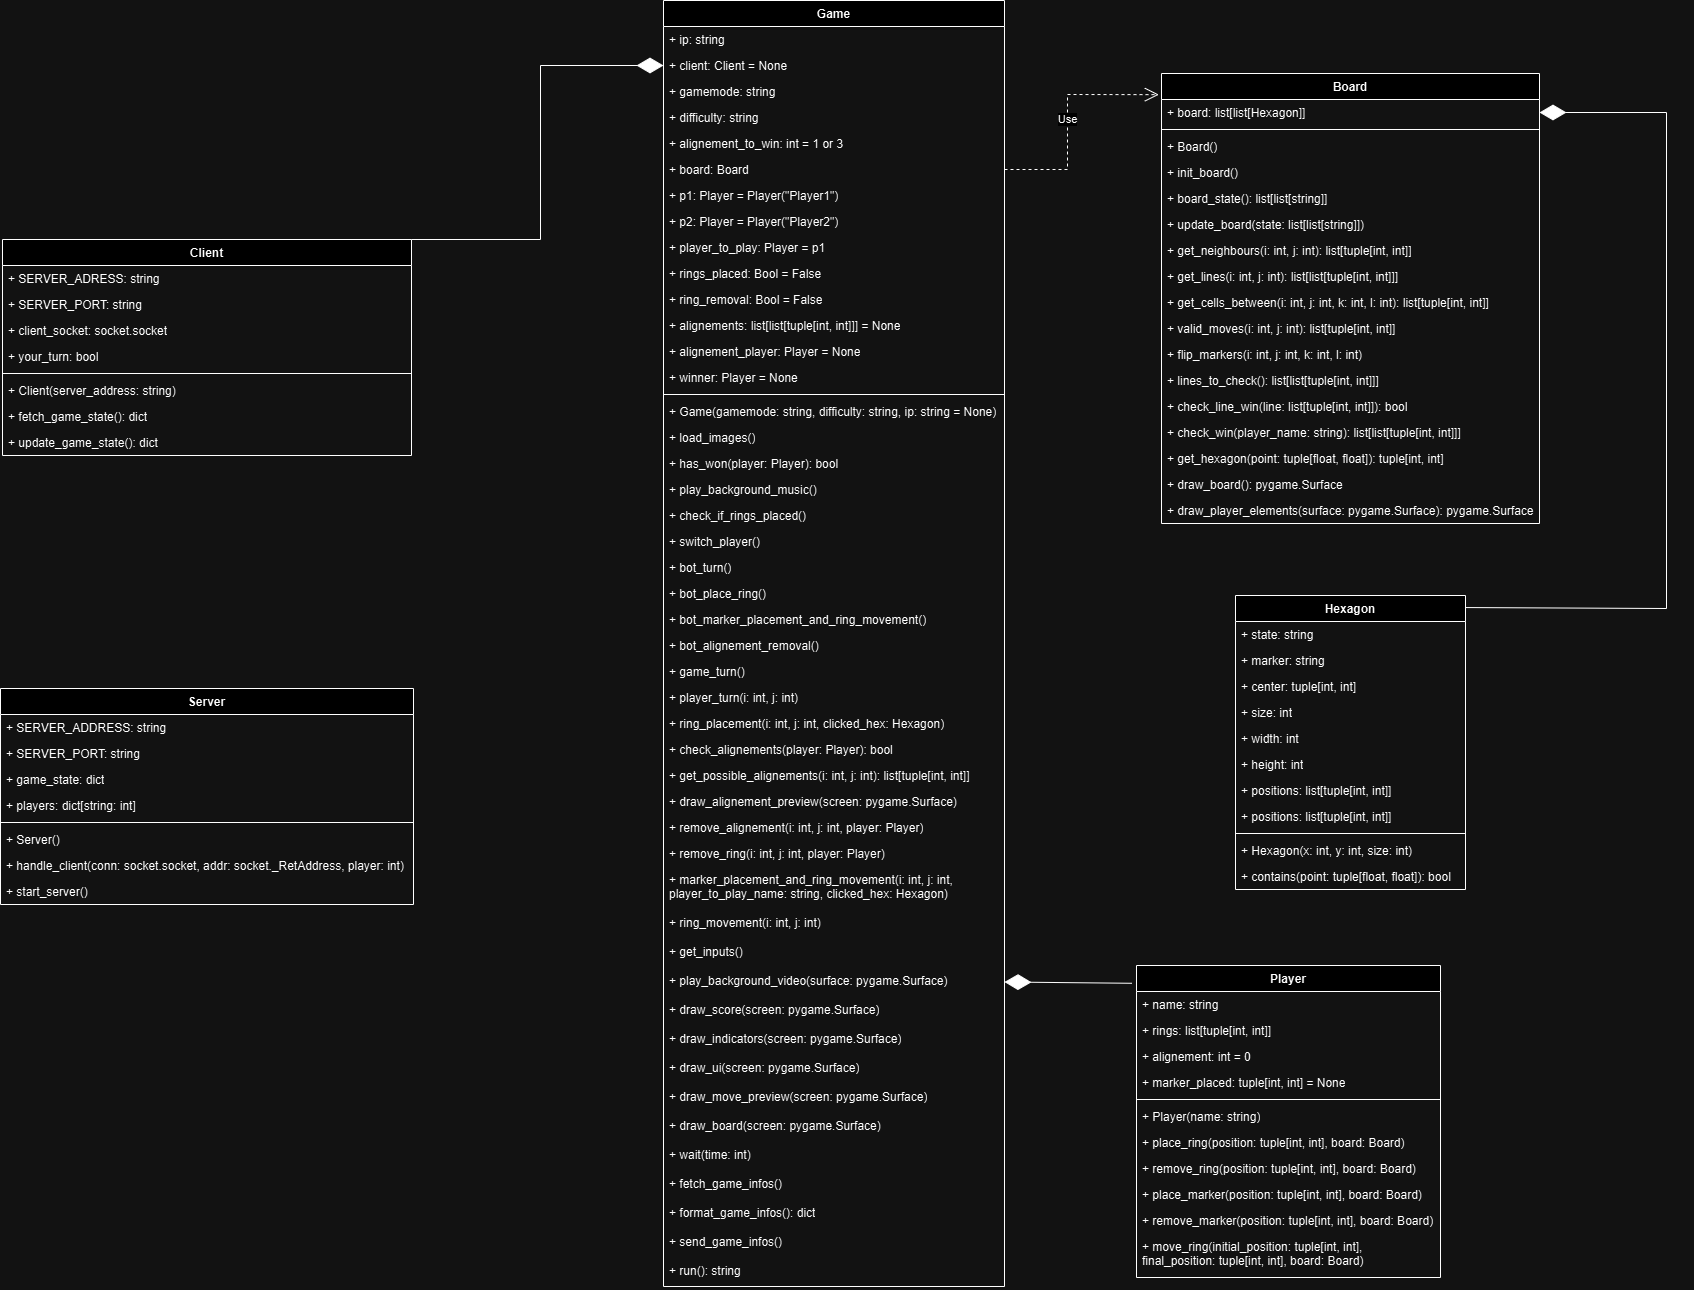 Game
+ ip: string
+ client: Client = None
+ gamemode: string
+ difficulty: string
+ alignement_to_win: int = 1 or 3
+ board: Board
+ p1: Player = Player("Player1")
+ p2: Player = Player("Player2")
+ player_to_play: Player = p1
+ rings_placed: Bool = False
+ ring_removal: Bool = False
+ alignements: list[list[tuple[int, int]]] = None
+ alignement_player: Player = None
+ winner: Player = None
+ Game(gamemode: string, difficulty: string, ip: string = None)
+ load_images()
+ has_won(player: Player): bool
+ play_background_music()
+ check_if_rings_placed()
+ switch_player()
+ bot_turn()
+ bot_place_ring()
+ bot_marker_placement_and_ring_movement()
+ bot_alignement_removal()
+ game_turn()
+ player_turn(i: int, j: int)
+ ring_placement(i: int, j: int, clicked_hex: Hexagon)
+ check_alignements(player: Player): bool
+ get_possible_alignements(i: int, j: int): list[tuple[int, int]]
+ draw_alignement_preview(screen: pygame.Surface)
+ remove_alignement(i: int, j: int, player: Player)
+ remove_ring(i: int, j: int, player: Player)
+ marker_placement_and_ring_movement(i: int, j: int,
player_to_play_name: string, clicked_hex: Hexagon)
+ ring_movement(i: int, j: int)
+ get_inputs()
+ play_background_video(surface: pygame.Surface)
+ draw_score(screen: pygame.Surface)
+ draw_indicators(screen: pygame.Surface)
+ draw_ui(screen: pygame.Surface)
+ draw_move_preview(screen: pygame.Surface)
+ draw_board(screen: pygame.Surface)
+ wait(time: int)
+ fetch_game_infos()
+ format_game_infos(): dict
+ send_game_infos()
+ run(): string
Use
Board
+ board: list[list[Hexagon]]
+ Board()
+ init_board()
+ board_state(): list[list[string]]
+ update_board(state: list[list[string]])
+ get_neighbours(i: int, j: int): list[tuple[int, int]]
+ get_lines(i: int, j: int): list[list[tuple[int, int]]]
+ get_cells_between(i: int, j: int, k: int, l: int): list[tuple[int, int]]
+ valid_moves(i: int, j: int): list[tuple[int, int]]
+ flip_markers(i: int, j: int, k: int, l: int)
+ lines_to_check(): list[list[tuple[int, int]]]
+ check_line_win(line: list[tuple[int, int]]): bool
+ check_win(player_name: string): list[list[tuple[int, int]]]
+ get_hexagon(point: tuple[float, float]): tuple[int, int]
+ draw_board(): pygame.Surface
+ draw_player_elements(surface: pygame.Surface): pygame.Surface
Client
+ SERVER_ADRESS: string
+ SERVER_PORT: string
+ client_socket: socket.socket
+ your_turn: bool
+ Client(server_address: string)
+ fetch_game_state(): dict
+ update_game_state(): dict
Hexagon
+ state: string
+ marker: string
+ center: tuple[int, int]
+ size: int
+ width: int
+ height: int
+ positions: list[tuple[int, int]]
+ positions: list[tuple[int, int]]
+ Hexagon(x: int, y: int, size: int)
+ contains(point: tuple[float, float]): bool
Server
+ SERVER_ADDRESS: string
+ SERVER_PORT: string
+ game_state: dict
+ players: dict[string: int]
+ Server()
+ handle_client(conn: socket.socket, addr: socket._RetAddress, player: int)
+ start_server()
Player
+ name: string
+ rings: list[tuple[int, int]]
+ alignement: int = 0
+ marker_placed: tuple[int, int] = None
+ Player(name: string)
+ place_ring(position: tuple[int, int], board: Board)
+ remove_ring(position: tuple[int, int], board: Board)
+ place_marker(position: tuple[int, int], board: Board)
+ remove_marker(position: tuple[int, int], board: Board)
+ move_ring(initial_position: tuple[int, int],
final_position: tuple[int, int], board: Board)